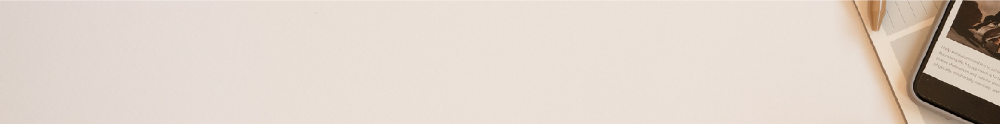 I help exhausted mothers to
flourishing life. My approach is to
to love themselves and care for
physically, emotionally, mentally, and